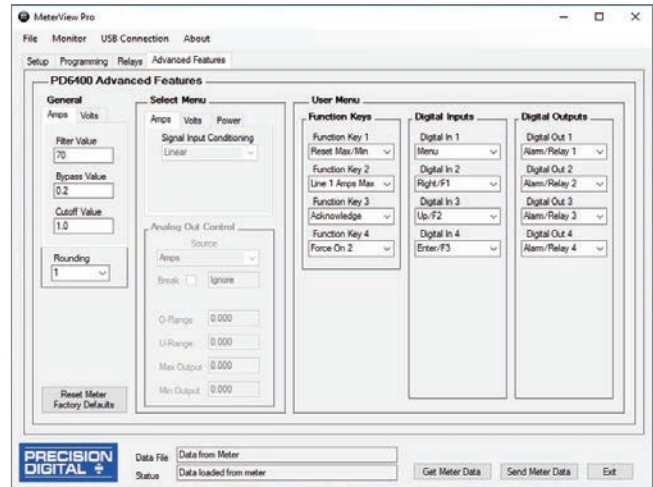 MeterView Pro
File Monitor USB Connection About
Setup Programming Relays Advanced Features
PD6400 Advanced Features
General
Amps Volts
Filter Value
70
Bypass Value
0.2
Cutoff Value
1.0
Rounding
1
Reset Meter
Factory Defaults
Select Menu
Amps Volts Power
Signal Input Conditioning
Linear
Analog Out Control
Source
Amps
Break Ignore
O-Range 0.000
U-Range 0.000
Max Output 0.000
Min Output 0.000
User Menu
Function Keys
Function Key 1
Reset Max/Min
Function Key 2
Line 1 Amps Max
Function Key 3
Acknowledge
Function Key 4
Force On 2
Digital Inputs
Digital In 1
Menu
Digital In 2
Right/F1
Digital In 3
Up/F2
Digital In 4
Enter/F3
Digital Outputs
Digital Out 1
Alarm/Relay 1
Digital Out 2
Alarm/Relay 2
Digital Out 3
Alarm/Relay 3
Digital Out 4
Alarm/Relay 4
PRECISION
DIGITAL
Data File Data from Meter
Status Data loaded from meter
Get Meter Data Send Meter Data Exit